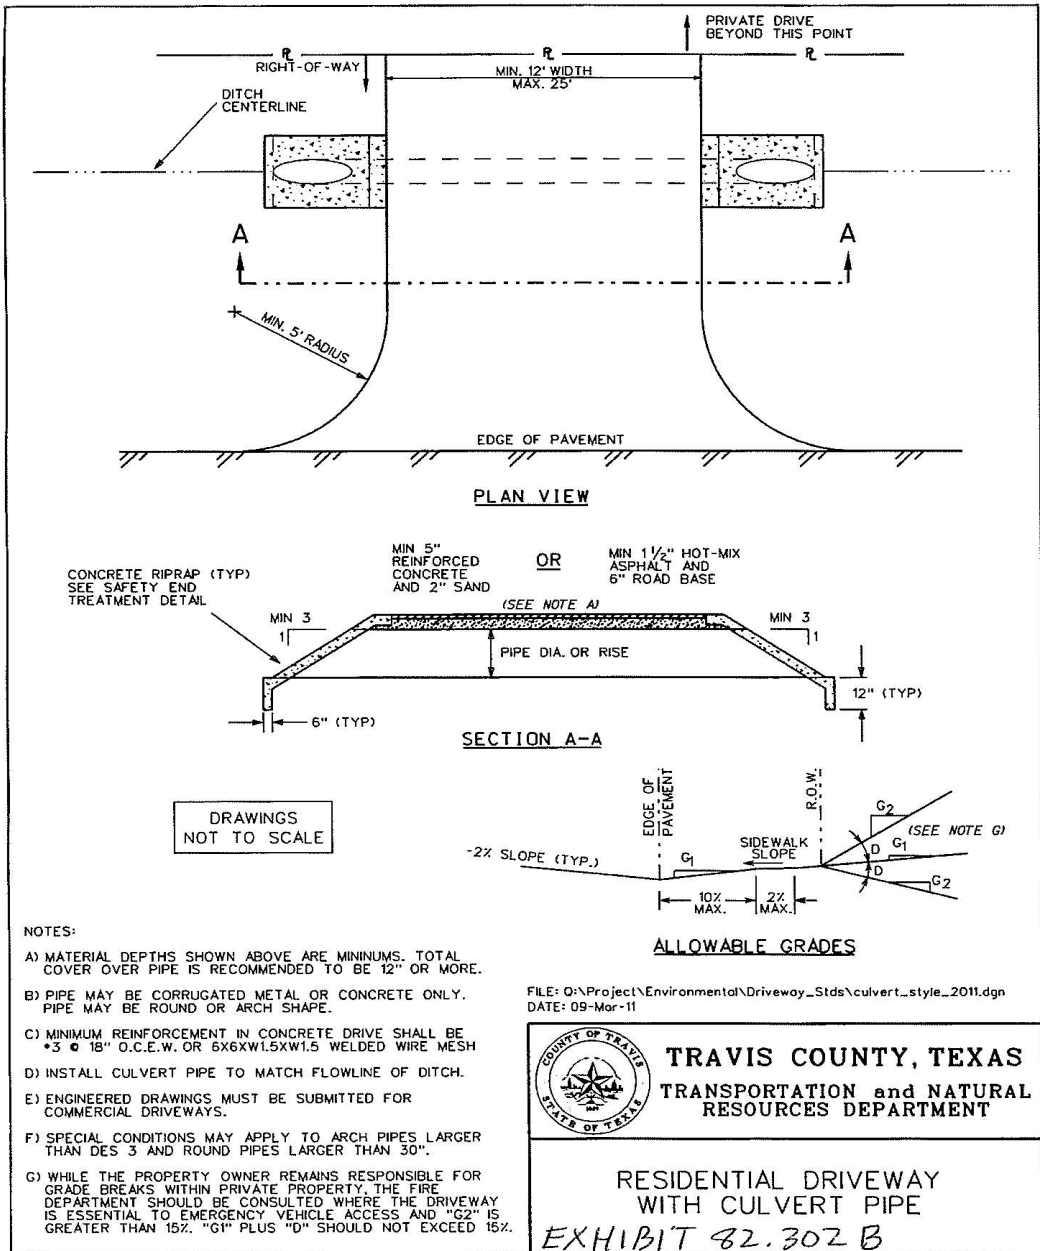 PRIVATE DRIVE
BEYOND THIS POINT
PL
PL
PL
RIGHT-OF-WAY
MIN. 12' WIDTH
MAX. 25'
DITCH
CENTERLINE
A
A
MIN. 5' RADIUS
EDGE OF PAVEMENT
PLAN VIEW
MIN 5"
REINFORCED
CONCRETE
AND 2" SAND
OR
MIN 1 1/2" HOT-MIX
ASPHALT AND
6" ROAD BASE
(SEE NOTE A)
CONCRETE RIPRAP (TYP)
SEE SAFETY END
TREATMENT DETAIL
MIN 3
1
MIN 3
1
PIPE DIA. OR RISE
12" (TYP)
6" (TYP)
SECTION A-A
DRAWINGS
NOT TO SCALE
EDGE OF
PAVEMENT
R.O.W.
-2% SLOPE (TYP.)
G1
SIDEWALK
SLOPE
G2
(SEE NOTE G)
D
G1
D
G2
10%
MAX.
2%
MAX.
ALLOWABLE GRADES
NOTES:
A) MATERIAL DEPTHS SHOWN ABOVE ARE MININUMS. TOTAL
COVER OVER PIPE IS RECOMMENDED TO BE 12" OR MORE.
B) PIPE MAY BE CORRUGATED METAL OR CONCRETE ONLY.
PIPE MAY BE ROUND OR ARCH SHAPE.
C) MINIMUM REINFORCEMENT IN CONCRETE DRIVE SHALL BE
#3 @ 18" O.C.E.W. OR 6X6XW1.5XW1.5 WELDED WIRE MESH
D) INSTALL CULVERT PIPE TO MATCH FLOWLINE OF DITCH.
E) ENGINEERED DRAWINGS MUST BE SUBMITTED FOR
COMMERCIAL DRIVEWAYS.
F) SPECIAL CONDITIONS MAY APPLY TO ARCH PIPES LARGER
THAN DES 3 AND ROUND PIPES LARGER THAN 30".
G) WHILE THE PROPERTY OWNER REMAINS RESPONSIBLE FOR
GRADE BREAKS WITHIN PRIVATE PROPERTY, THE FIRE
DEPARTMENT SHOULD BE CONSULTED WHERE THE DRIVEWAY
IS ESSENTIAL TO EMERGENCY VEHICLE ACCESS AND "G2" IS
GREATER THAN 15%. "G1" PLUS "D" SHOULD NOT EXCEED 15%.
FILE: Q:\Project\Environmental\Driveway_Stds\culvert_style_2011.dgn
DATE: 09-Mar-11
COUNTY OF TRAVIS
STATE OF TEXAS
TRAVIS COUNTY, TEXAS
TRANSPORTATION and NATURAL
RESOURCES DEPARTMENT
RESIDENTIAL DRIVEWAY
WITH CULVERT PIPE
EXHIBIT 82.302 B